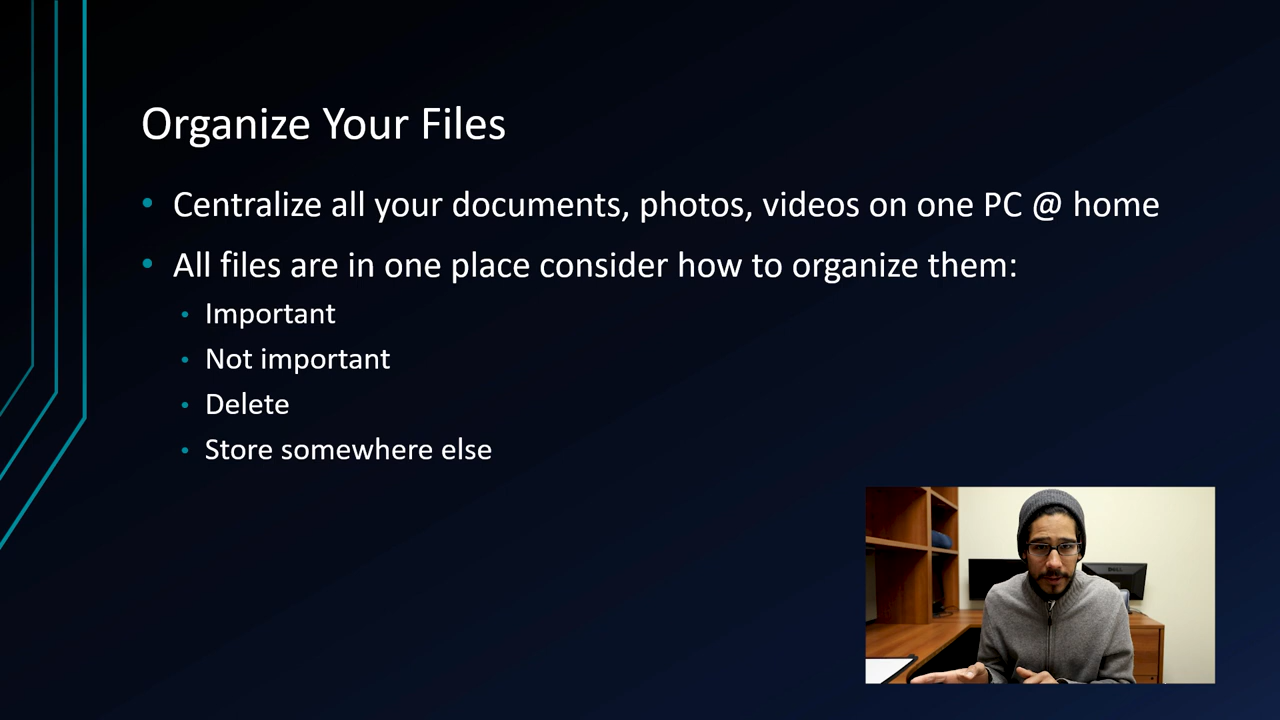 Organize Your Files
• Centralize all your documents, photos, videos on one PC @ home
• All files are in one place consider how to organize them:
• Important
• Not important
• Delete
• Store somewhere else
DELL